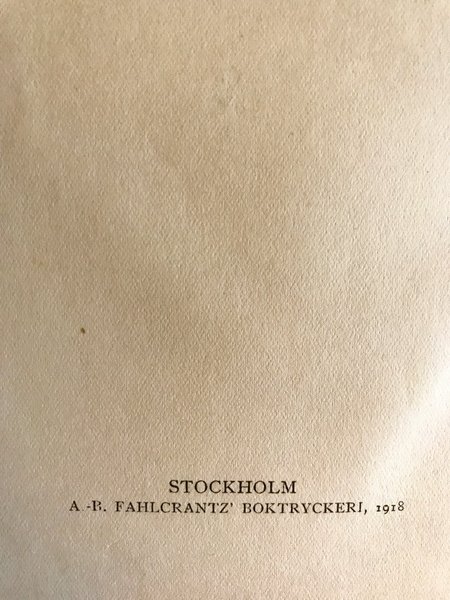 STOCKHOLM
A.-B. FAHLCRANTZ' BOKTRYCKERI, 1918